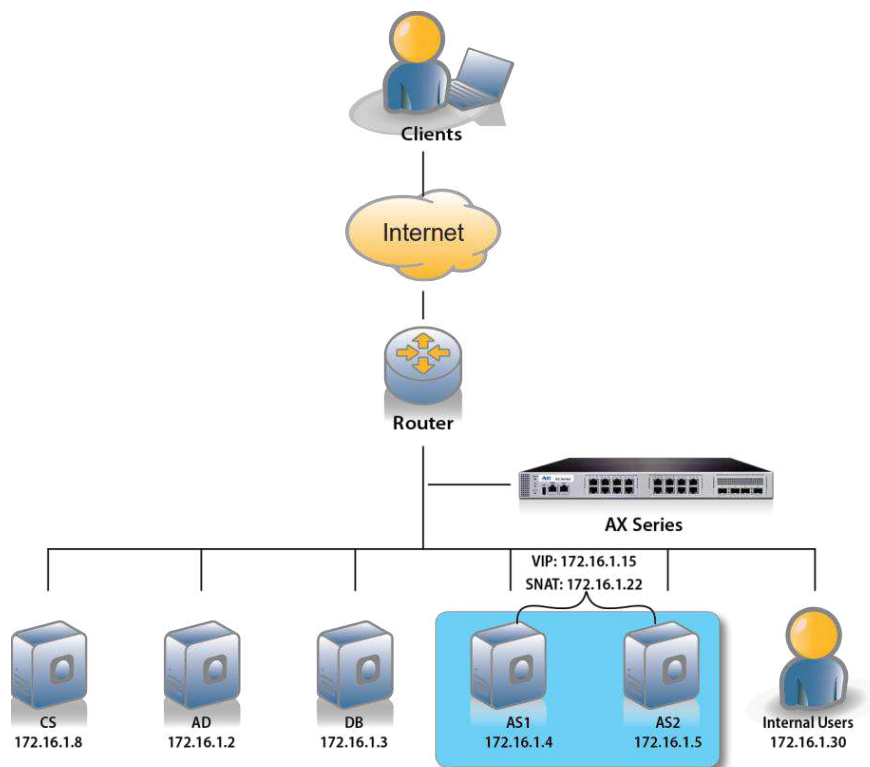 Clients
Internet
Router
AX Series
VIP: 172.16.1.15
SNAT: 172.16.1.22
CS
172.16.1.8
AD
172.16.1.2
DB
172.16.1.3
AS1
172.16.1.4
AS2
172.16.1.5
Internal Users
172.16.1.30